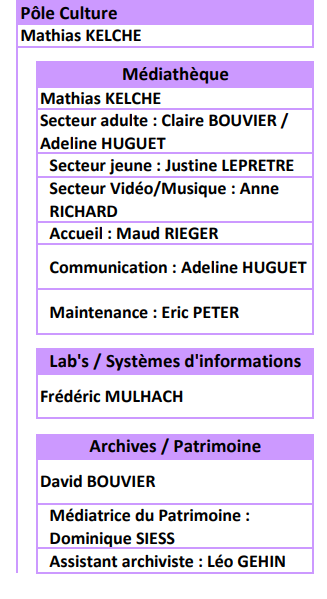 Pôle Culture
Mathias KELCHE
Médiathèque
Mathias KELCHE
Secteur adulte : Claire BOUVIER /
Adeline HUGUET
Secteur jeune : Justine LEPRETRE
Secteur Vidéo/Musique : Anne
RICHARD
Accueil : Maud RIEGER
Communication : Adeline HUGUET
Maintenance : Eric PETER
Lab's / Systèmes d'informations
Frédéric MULHACH
Archives / Patrimoine
David BOUVIER
Médiatrice du Patrimoine :
Dominique SIESS
Assistant archiviste : Léo GEHIN